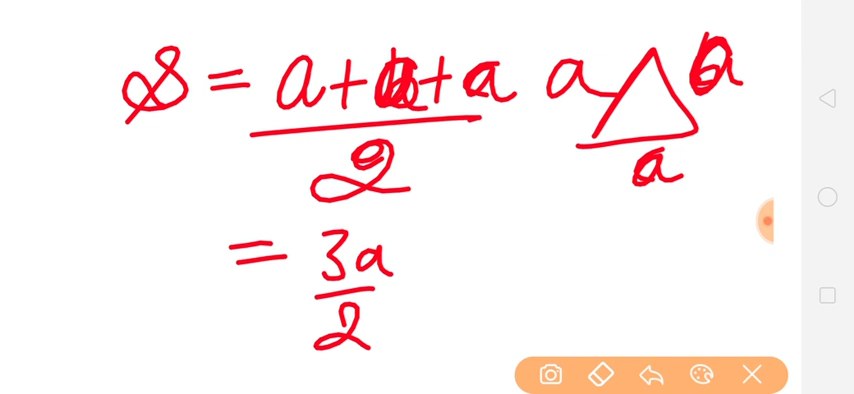 S = a + a + a a a
2 a
= 3a
2